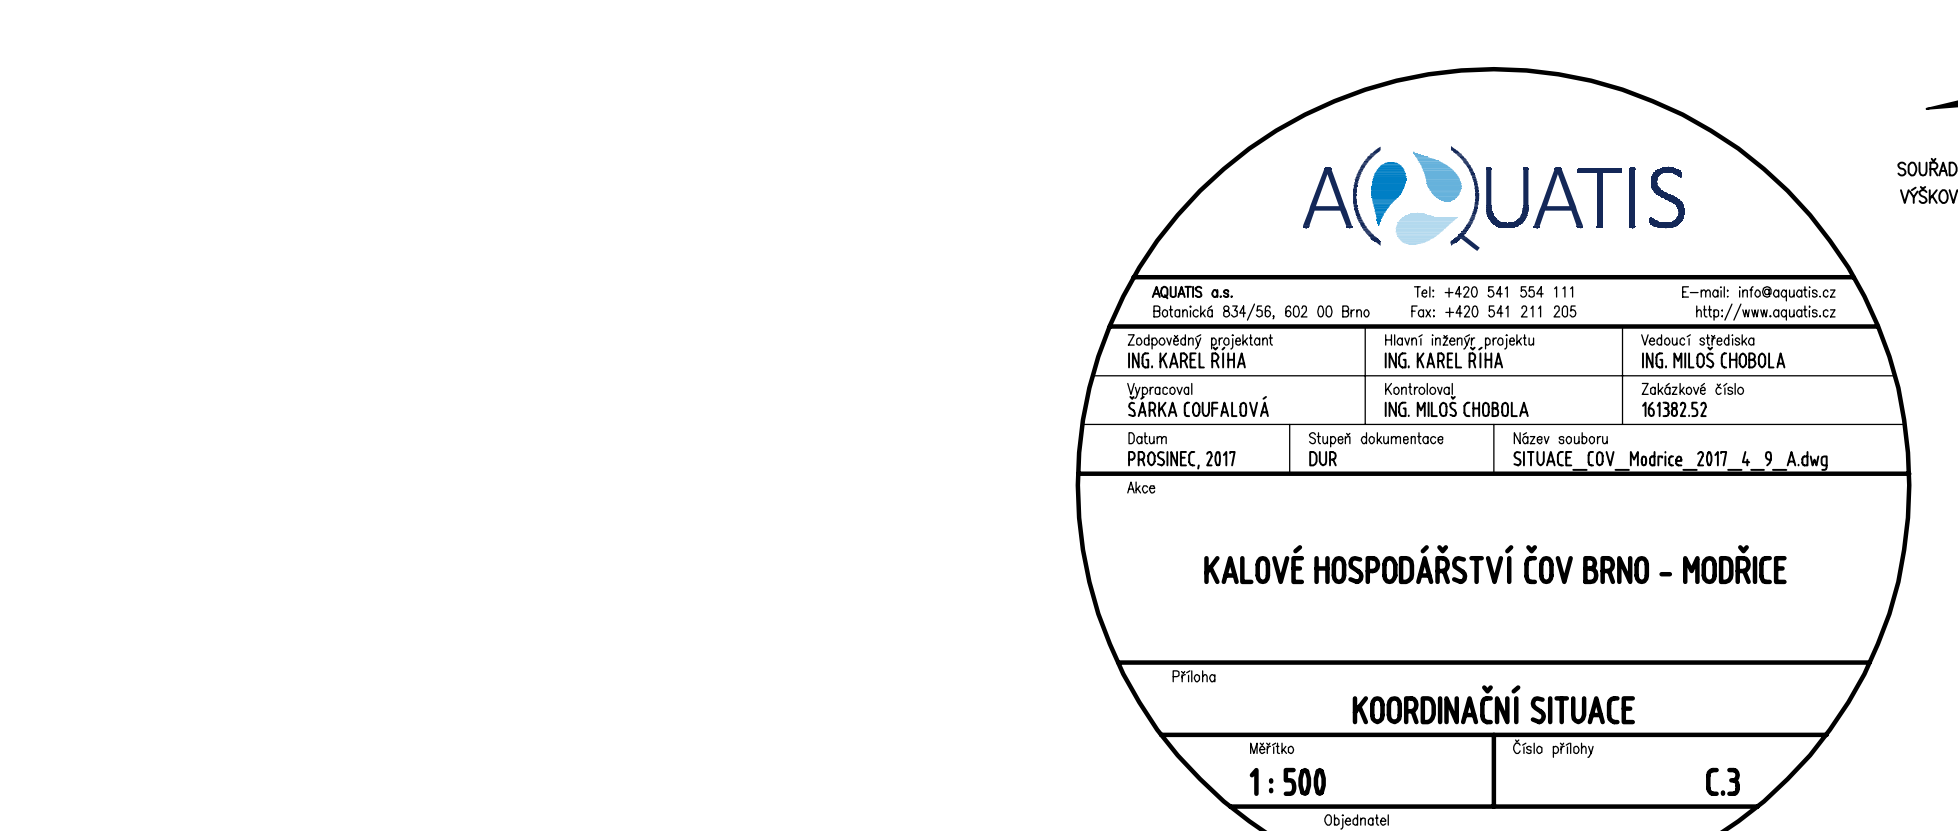 AQUATIS
SOUŘAD
VÝŠKOV
AQUATIS a.s. Tel: +420 541 554 111 E-mail: info@aquatis.cz
Botanická 834/56, 602 00 Brno Fax: +420 541 211 205 http://www.aquatis.cz
Zodpovědný projektant Hlavní inženýr projektu Vedoucí střediska
ING. KAREL ŘÍHA ING. KAREL ŘÍHA ING. MILOŠ CHOBOLA
Vypracoval Kontroloval Zakázkové číslo
ŠÁRKA COUFALOVÁ ING. MILOŠ CHOBOLA 161382.52
Datum Stupeň dokumentace Název souboru
PROSINEC, 2017 DUR SITUACE_COV_Modrice_2017_4_9_A.dwg
Akce
KALOVÉ HOSPODÁŘSTVÍ ČOV BRNO - MODŘICE
Příloha
KOORDINAČNÍ SITUACE
Měřítko Číslo přílohy
1 : 500 C.3
Objednatel